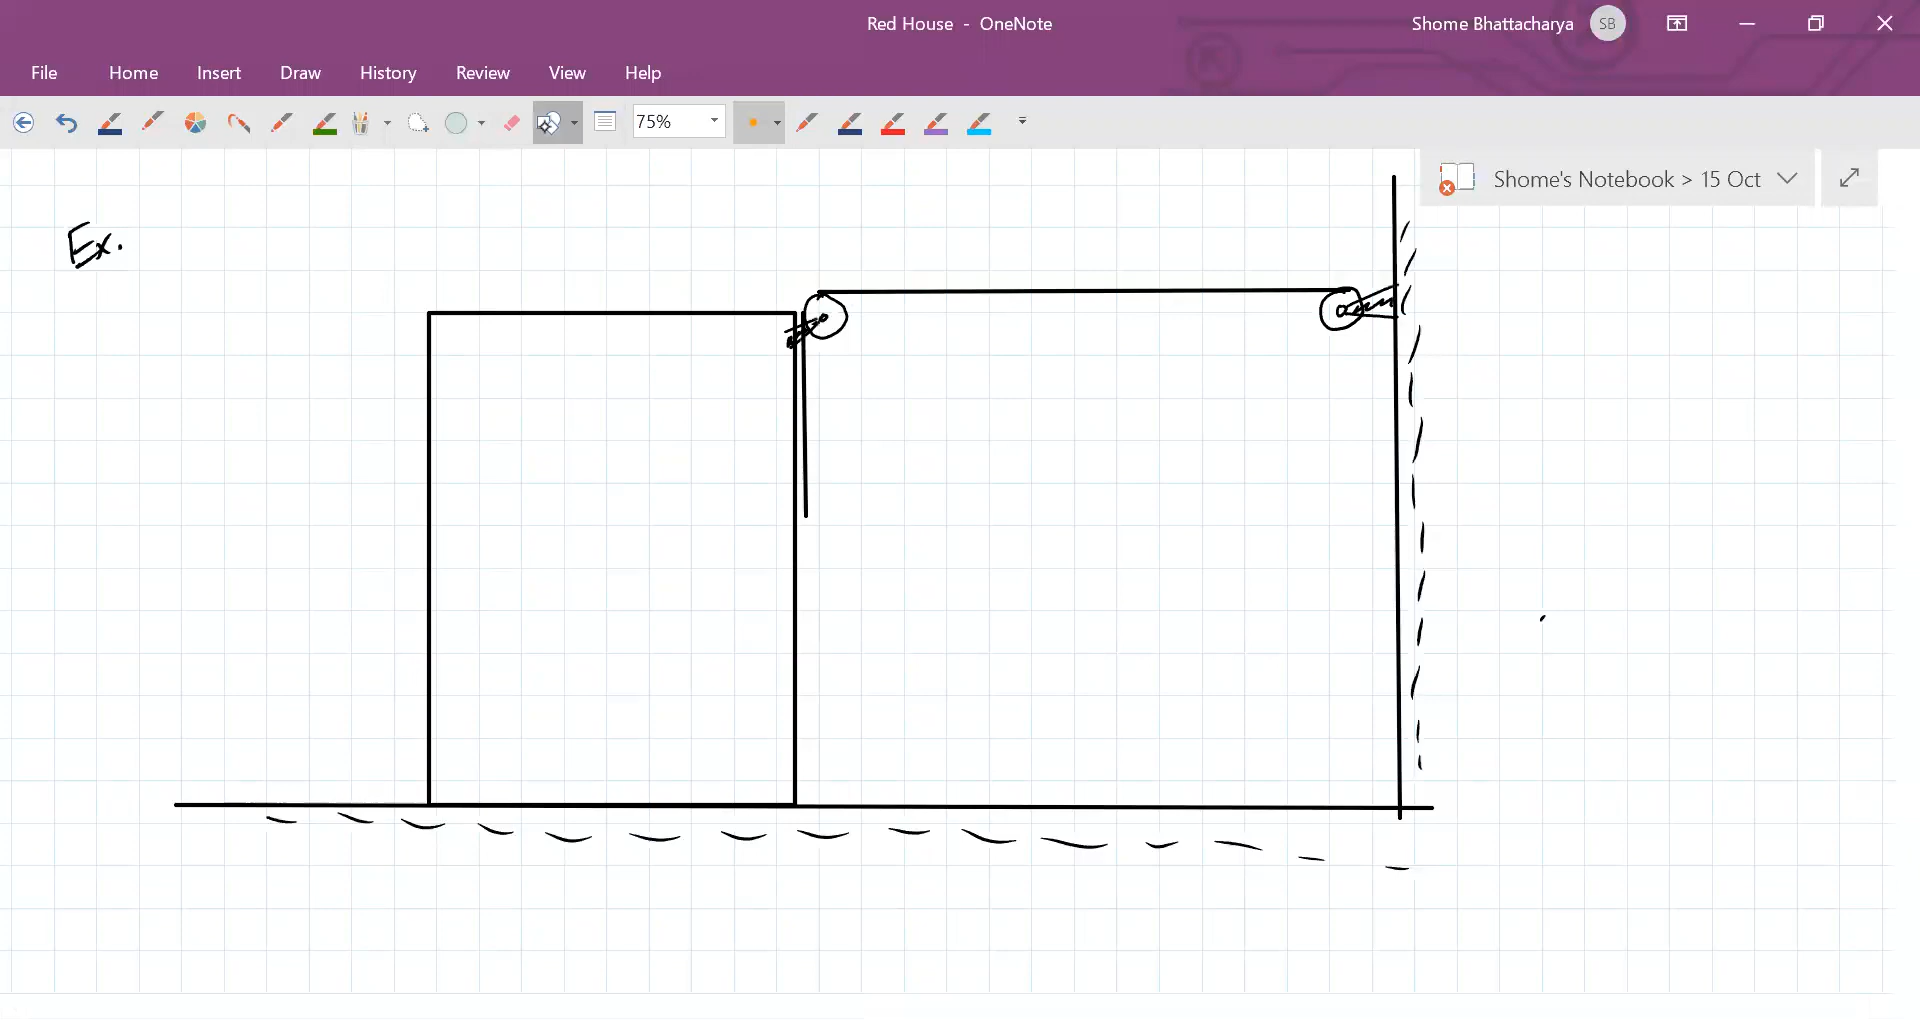 Red House - OneNote
Shome Bhattacharya
SB
File
Home
Insert
Draw
History
Review
View
Help
75%
Shome's Notebook > 15 Oct
Ex.